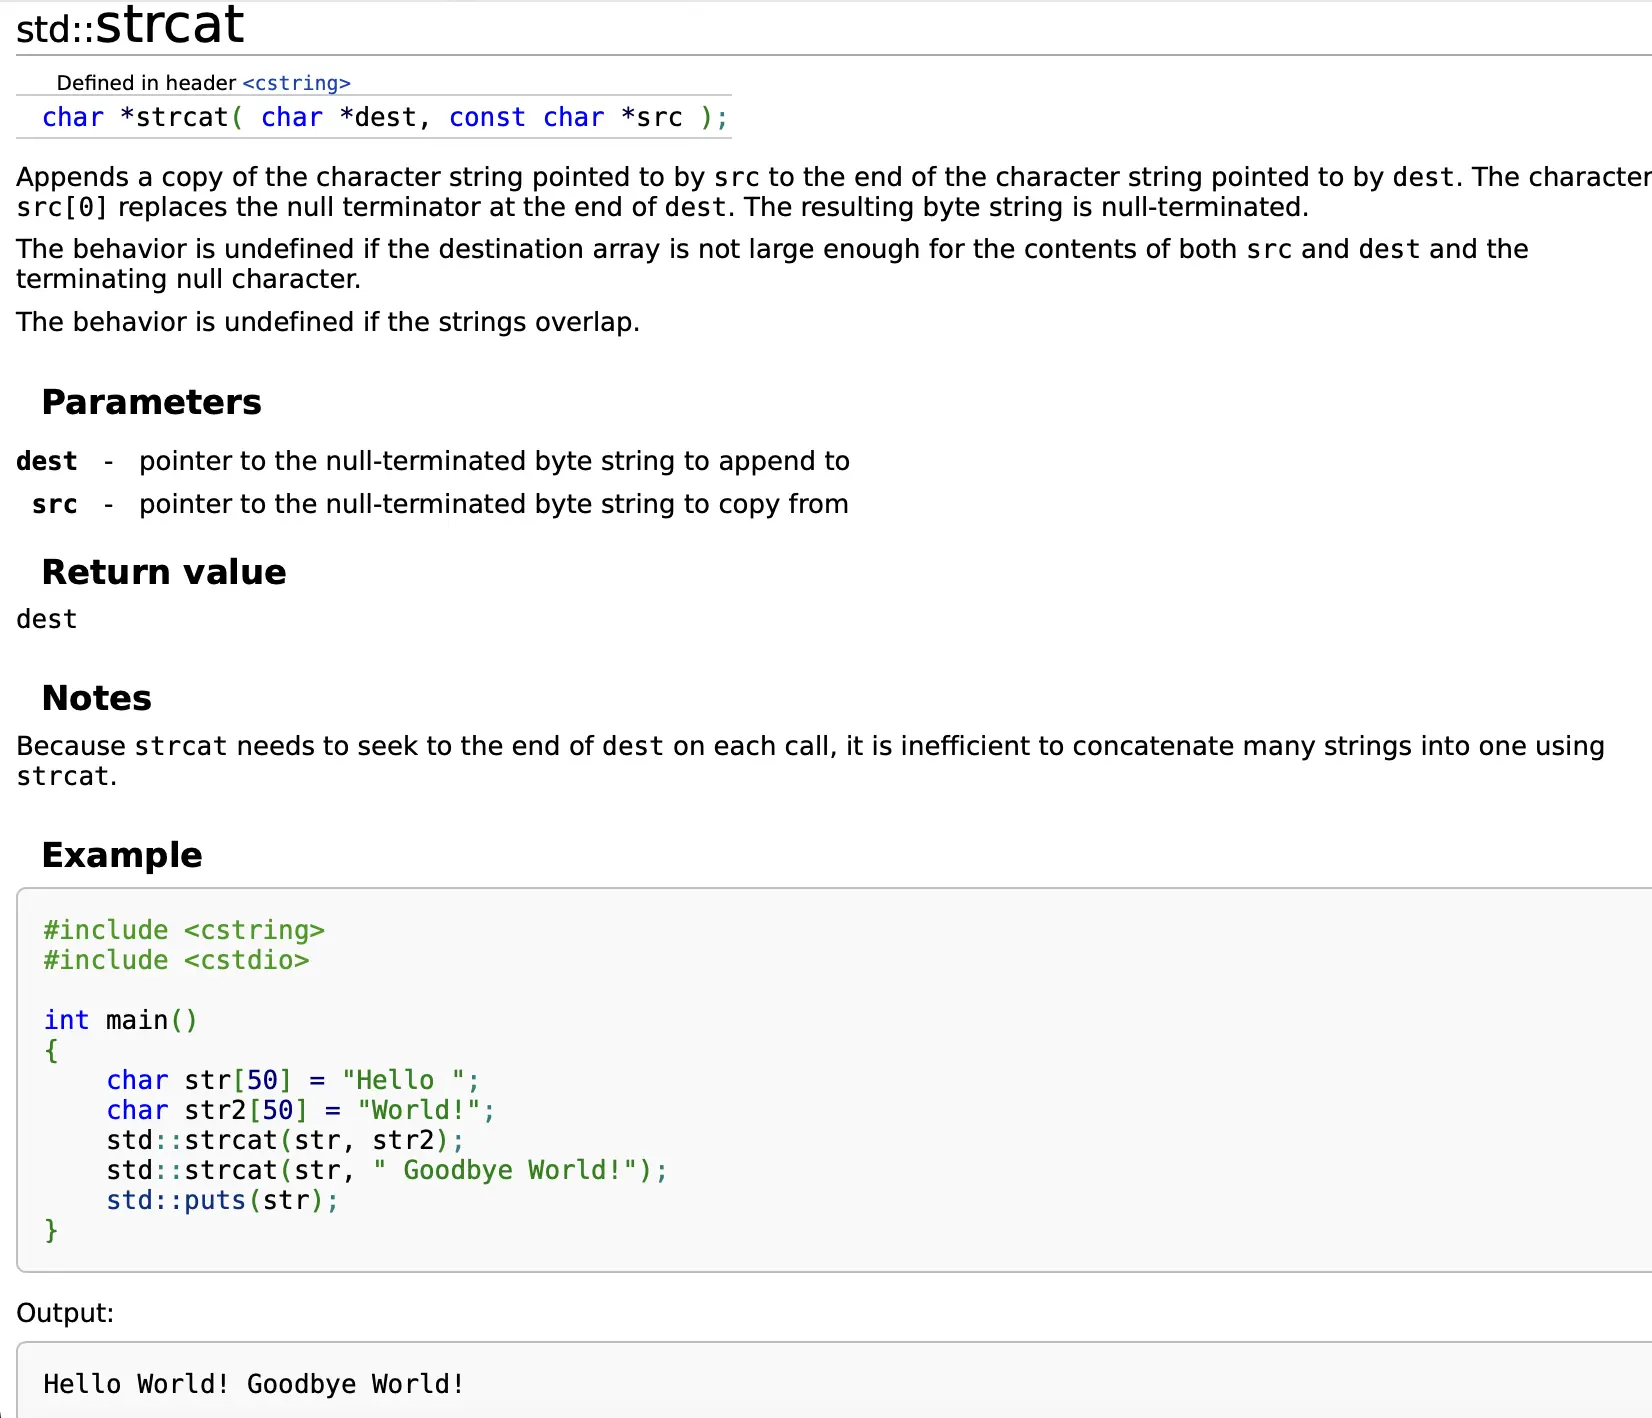 std::strcat
Defined in header <cstring>
char *strcat( char *dest, const char *src );
Appends a copy of the character string pointed to by src to the end of the character string pointed to by dest. The character
src[0] replaces the null terminator at the end of dest. The resulting byte string is null-terminated.
The behavior is undefined if the destination array is not large enough for the contents of both src and dest and the
terminating null character.
The behavior is undefined if the strings overlap.
Parameters
dest - pointer to the null-terminated byte string to append to
src - pointer to the null-terminated byte string to copy from
Return value
dest
Notes
Because strcat needs to seek to the end of dest on each call, it is inefficient to concatenate many strings into one using
strcat.
Example
#include <cstring>
#include <cstdio>
int main()
{
    char str[50] = "Hello ";
    char str2[50] = "World!";
    std::strcat(str, str2);
    std::strcat(str, " Goodbye World!");
    std::puts(str);
}
Output:
Hello World! Goodbye World!